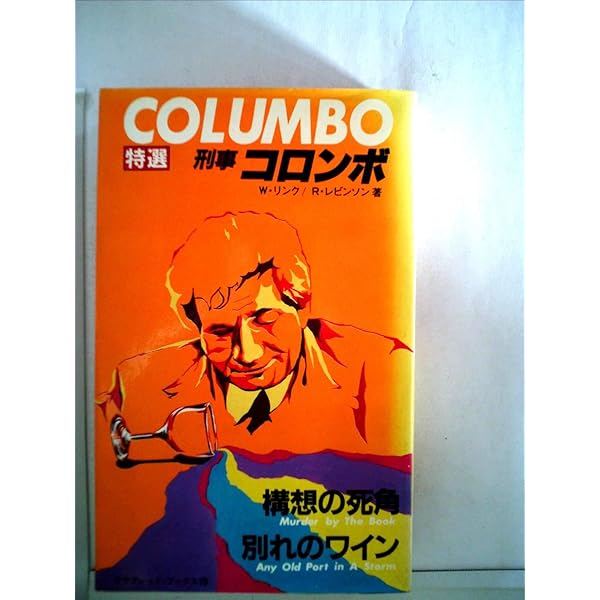 COLUMBO
特選 刑事 コロンボ
W・リンク/R・レビンソン著
構想の死角
Murder by The Book
別れのワイン
Any Old Port in A Storm